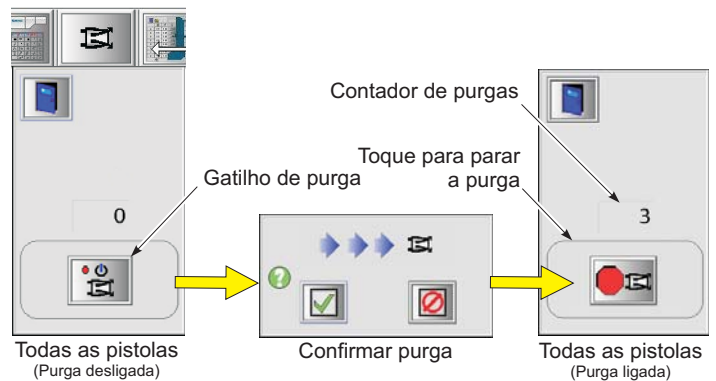 Contador de purgas
Toque para parar
a purga
Gatilho de purga
0
3
Todas as pistolas
(Purga desligada)
Confirmar purga
Todas as pistolas
(Purga ligada)